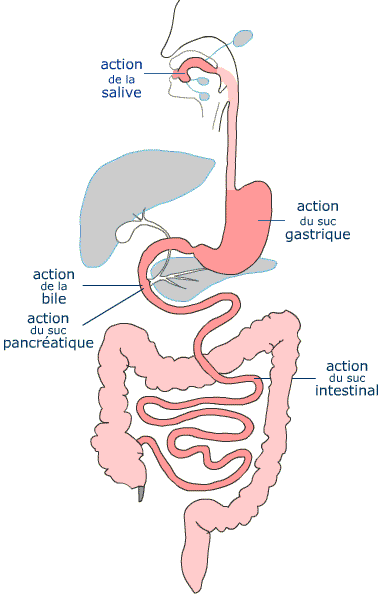 action
de la
salive
action
du suc
gastrique
action
de la
bile
action
du suc
pancréatique
action
du suc
intestinal